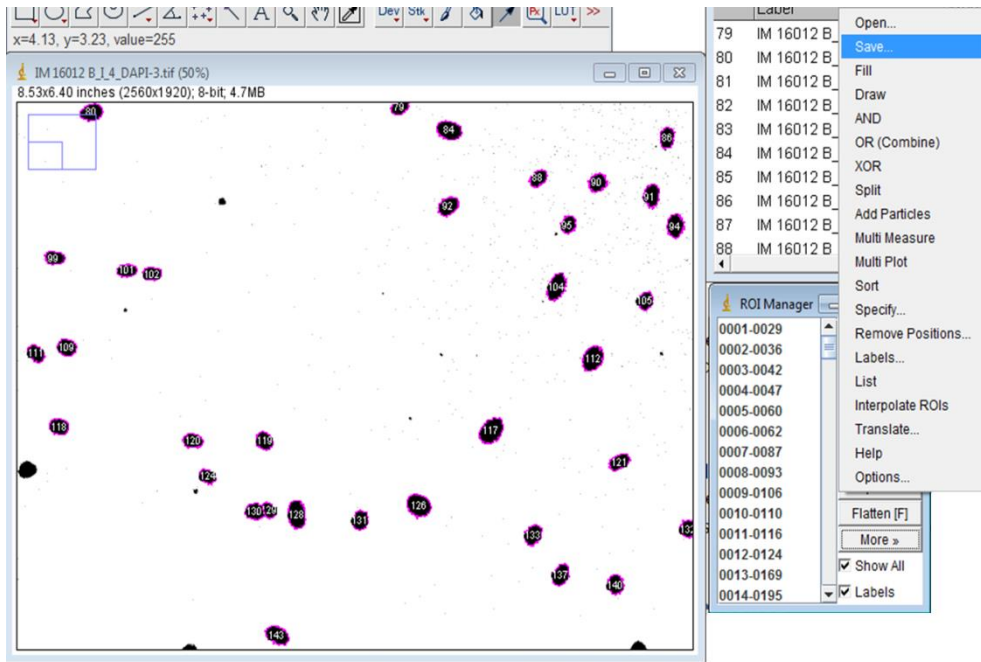 A Dev Stk LUT >>
x=4.13, y=3.23, value=255
IM 16012 B_I_4_DAPI-3.tif (50%)
8.53x6.40 inches (2560x1920); 8-bit; 4.7MB
80
79
84
86
88
90
91
92
95
94
99
101
102
104
105
111
109
112
118
117
120
119
121
124
130
129
128
126
131
133
132
137
140
143
Label
79 IM 16012 B_
80 IM 16012 B_
81 IM 16012 B_
82 IM 16012 B_
83 IM 16012 B_
84 IM 16012 B_
85 IM 16012 B_
86 IM 16012 B_
87 IM 16012 B_
88 IM 16012 B
Open...
Save...
Fill
Draw
AND
OR (Combine)
XOR
Split
Add Particles
Multi Measure
Multi Plot
Sort
Specify...
Remove Positions...
Labels...
List
Interpolate ROIs
Translate...
Help
Options...
ROI Manager
0001-0029
0002-0036
0003-0042
0004-0047
0005-0060
0006-0062
0007-0087
0008-0093
0009-0106
0010-0110
0011-0116
0012-0124
0013-0169
0014-0195
Flatten [F]
More »
Show All
Labels